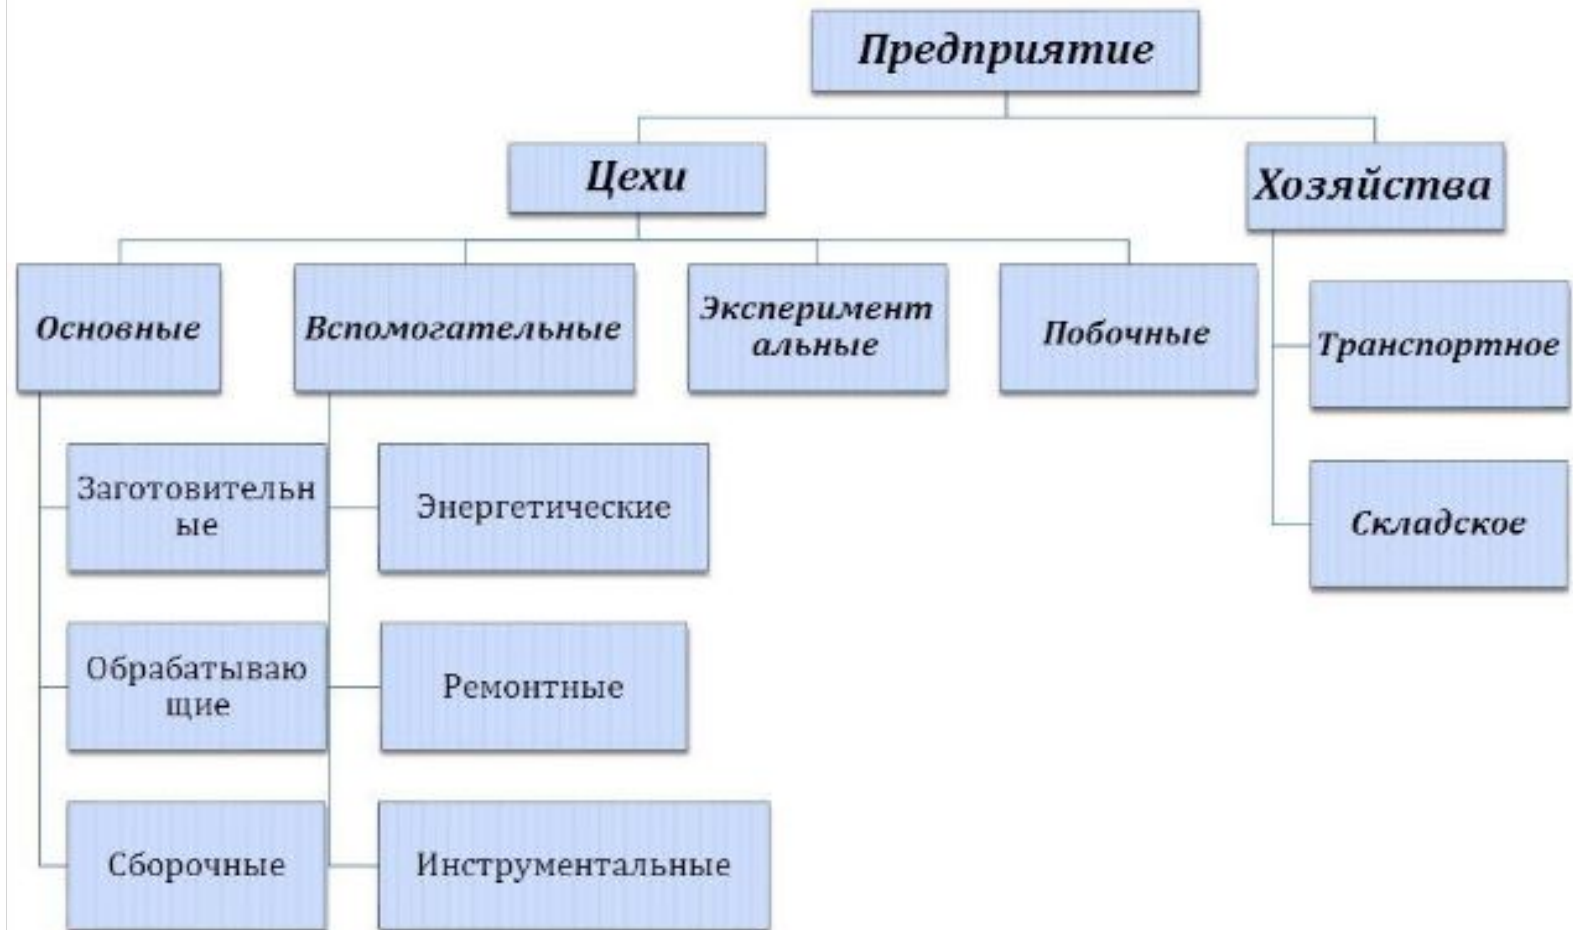 Предприятие
Цехи
Хозяйства
Основные
Вспомогательные
Эксперимент
альные
Побочные
Транспортное
Заготовительн
ые
Энергетические
Складское
Обрабатываю
щие
Ремонтные
Сборочные
Инструментальные